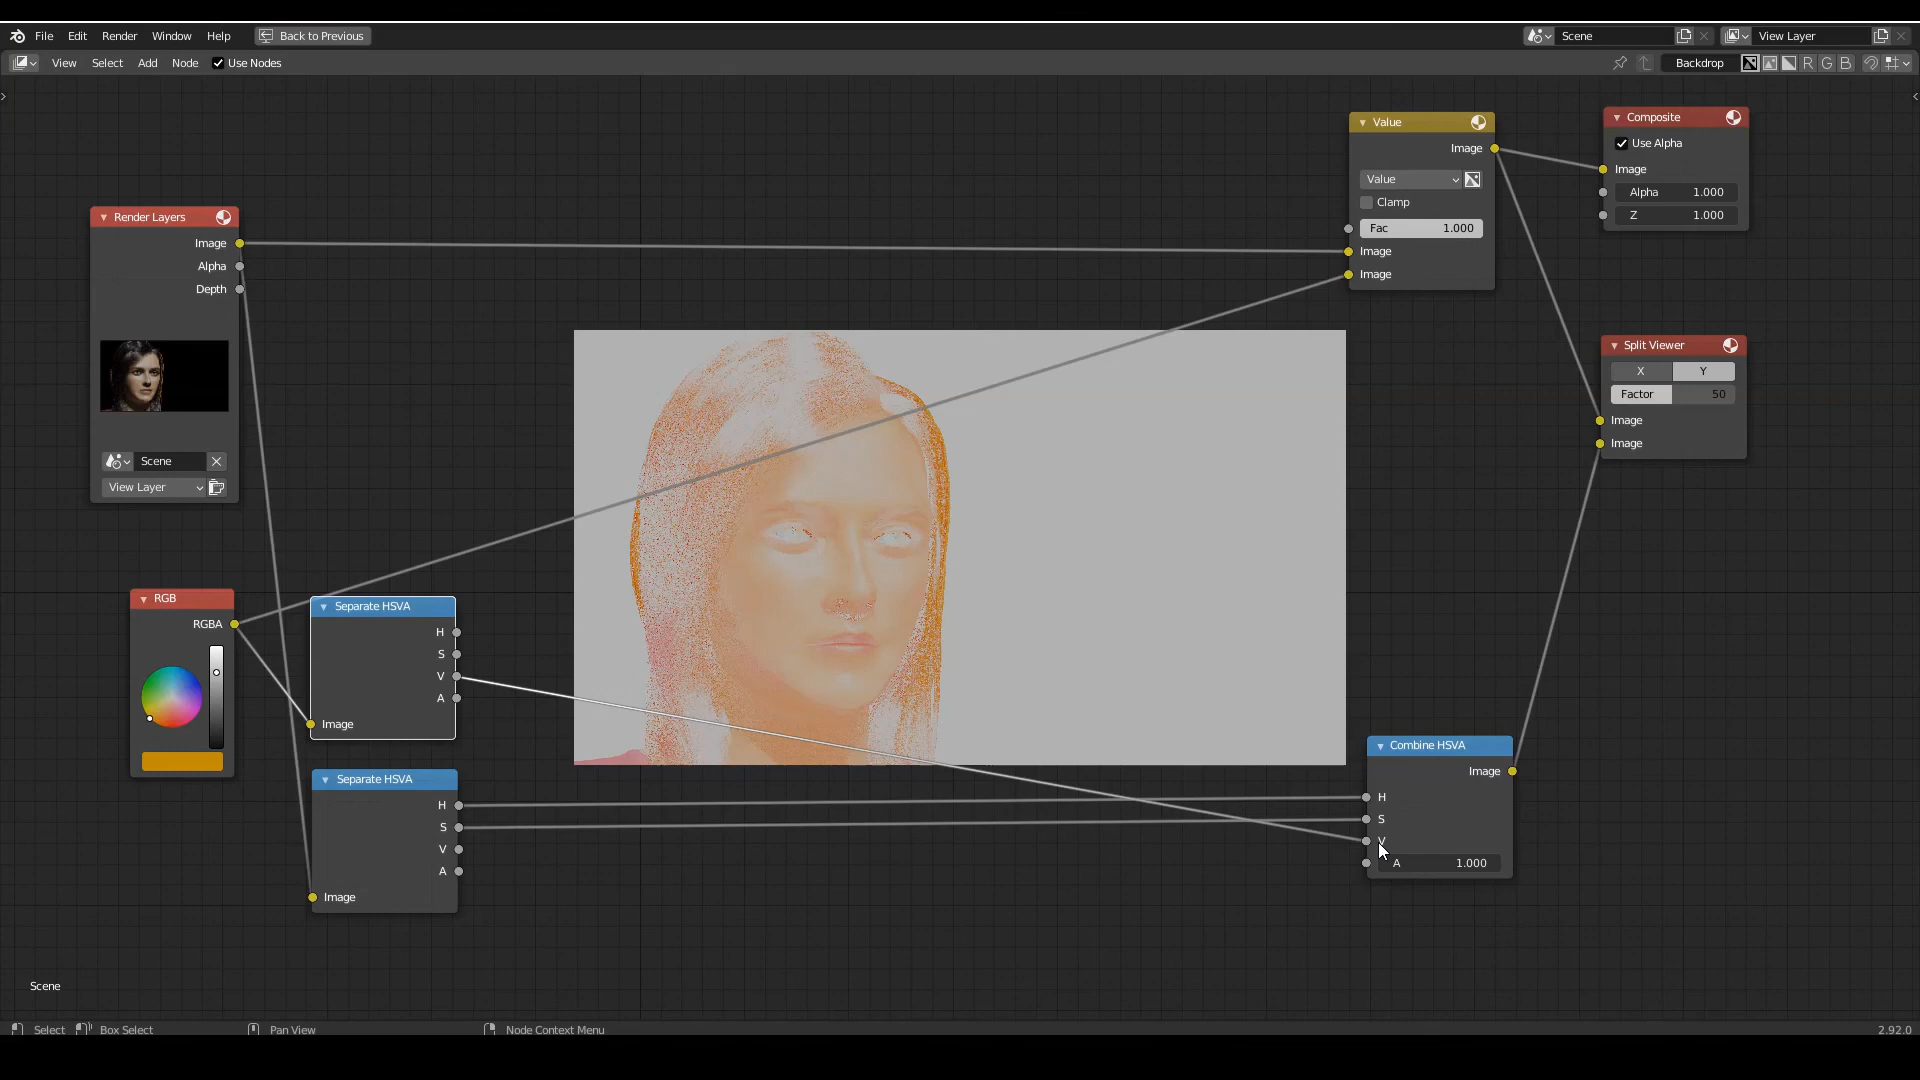 File Edit Render Window Help Back to Previous Scene View Layer
View Select Add Node Use Nodes Backdrop R G B
Value
Image
Value
Clamp
Fac 1.000
Image
Image
Composite
Use Alpha
Image
Alpha 1.000
Z 1.000
Render Layers
Image
Alpha
Depth
Scene
View Layer
Split Viewer
X Y
Factor 50
Image
Image
RGB
RGBA
Separate HSVA
H
S
V
A
Image
Separate HSVA
H
S
V
A
Image
Combine HSVA
Image
H
S
V
A 1.000
Scene
Select Box Select Pan View Node Context Menu 2.92.0